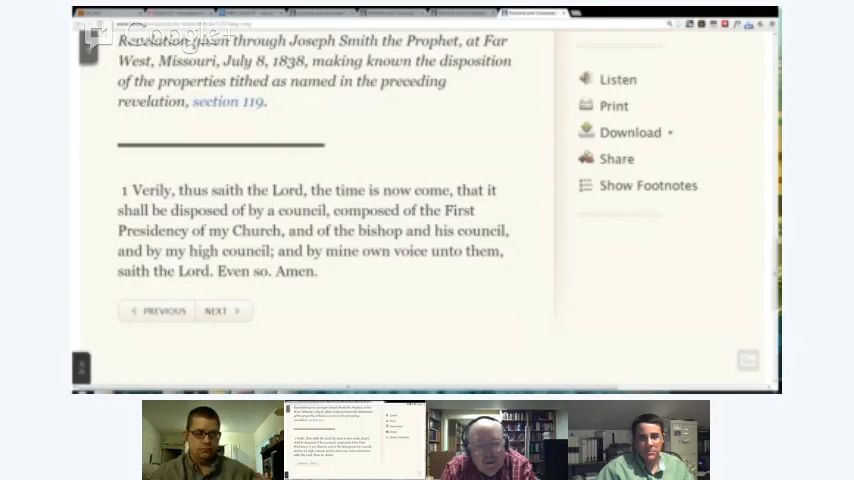 Google+
Revelation given through Joseph Smith the Prophet, at Far
West, Missouri, July 8, 1838, making known the disposition
of the properties tithed as named in the preceding
revelation, section 119.
1 Verily, thus saith the Lord, the time is now come, that it
shall be disposed of by a council, composed of the First
Presidency of my Church, and of the bishop and his council,
and by my high council; and by mine own voice unto them,
saith the Lord. Even so. Amen.
PREVIOUS NEXT
Listen
Print
Download
Share
Show Footnotes